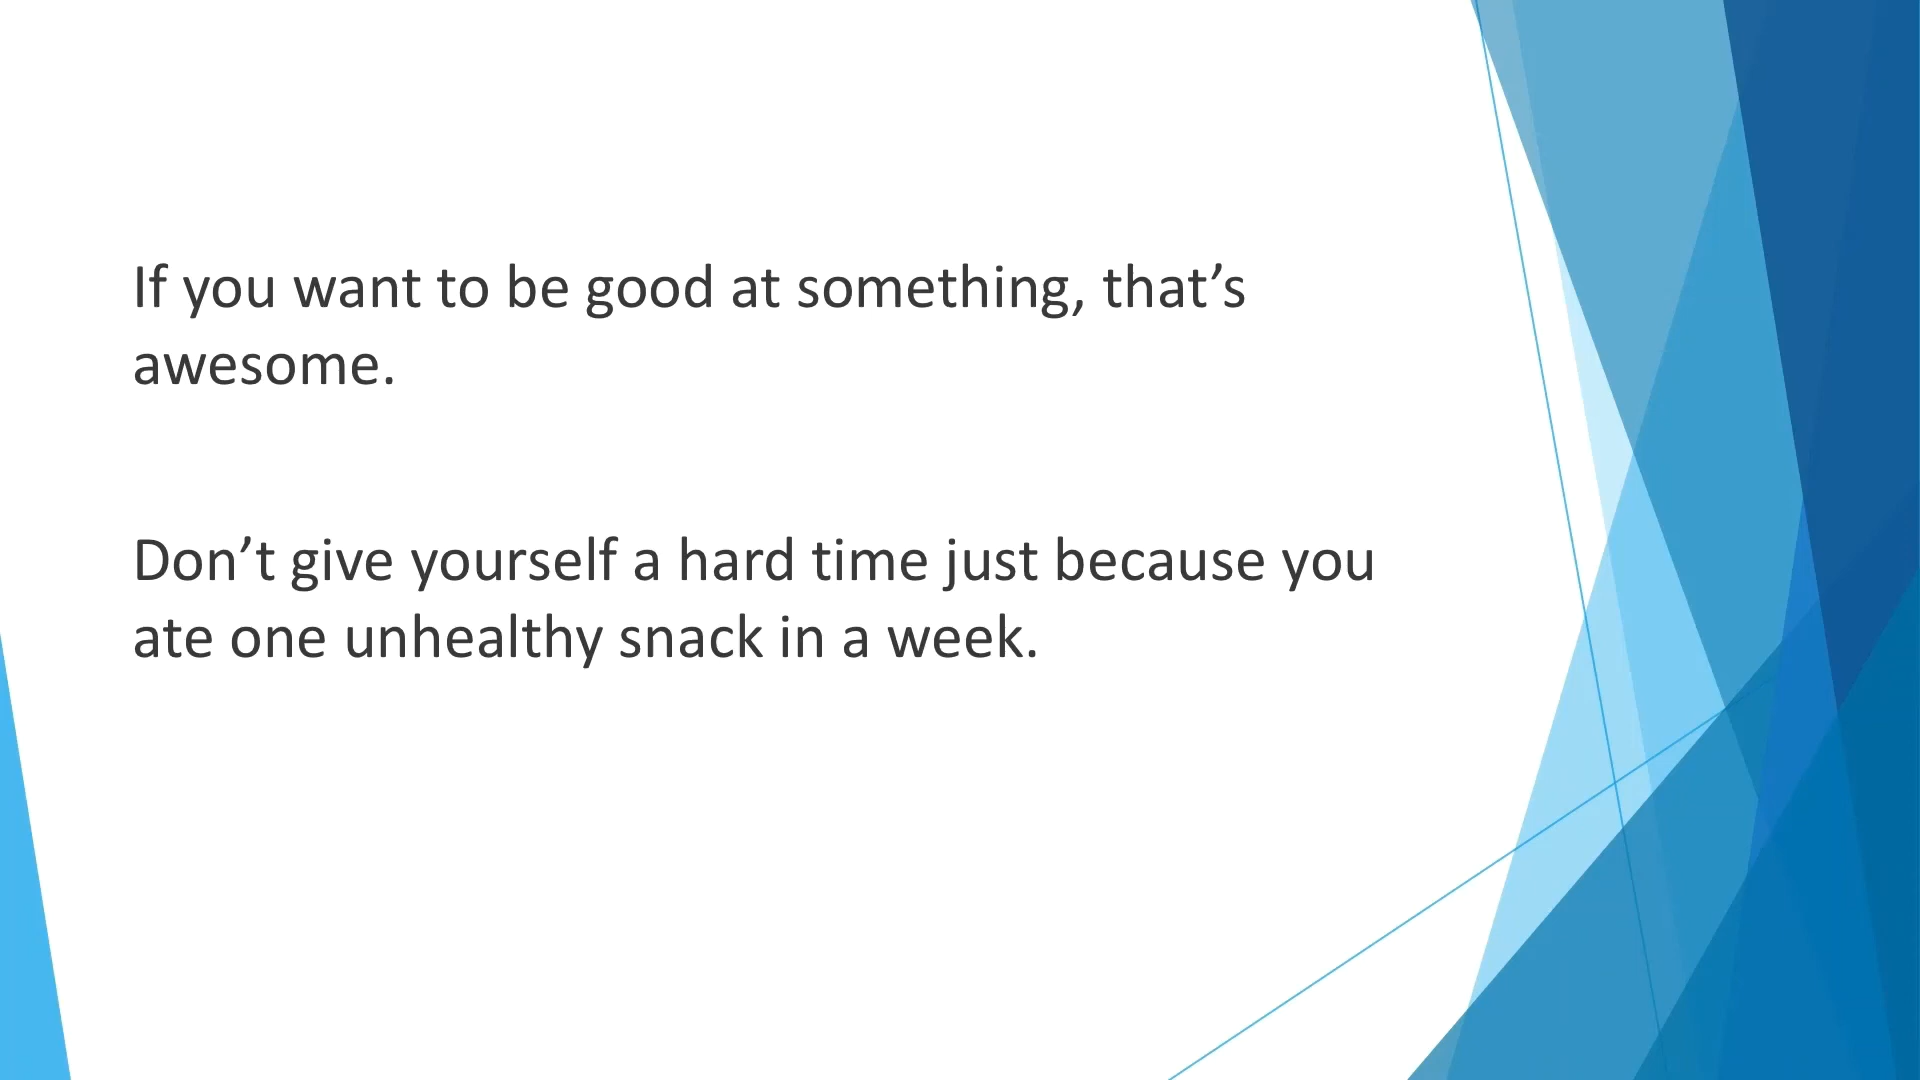 If you want to be good at something, that’s
awesome.
Don’t give yourself a hard time just because you
ate one unhealthy snack in a week.